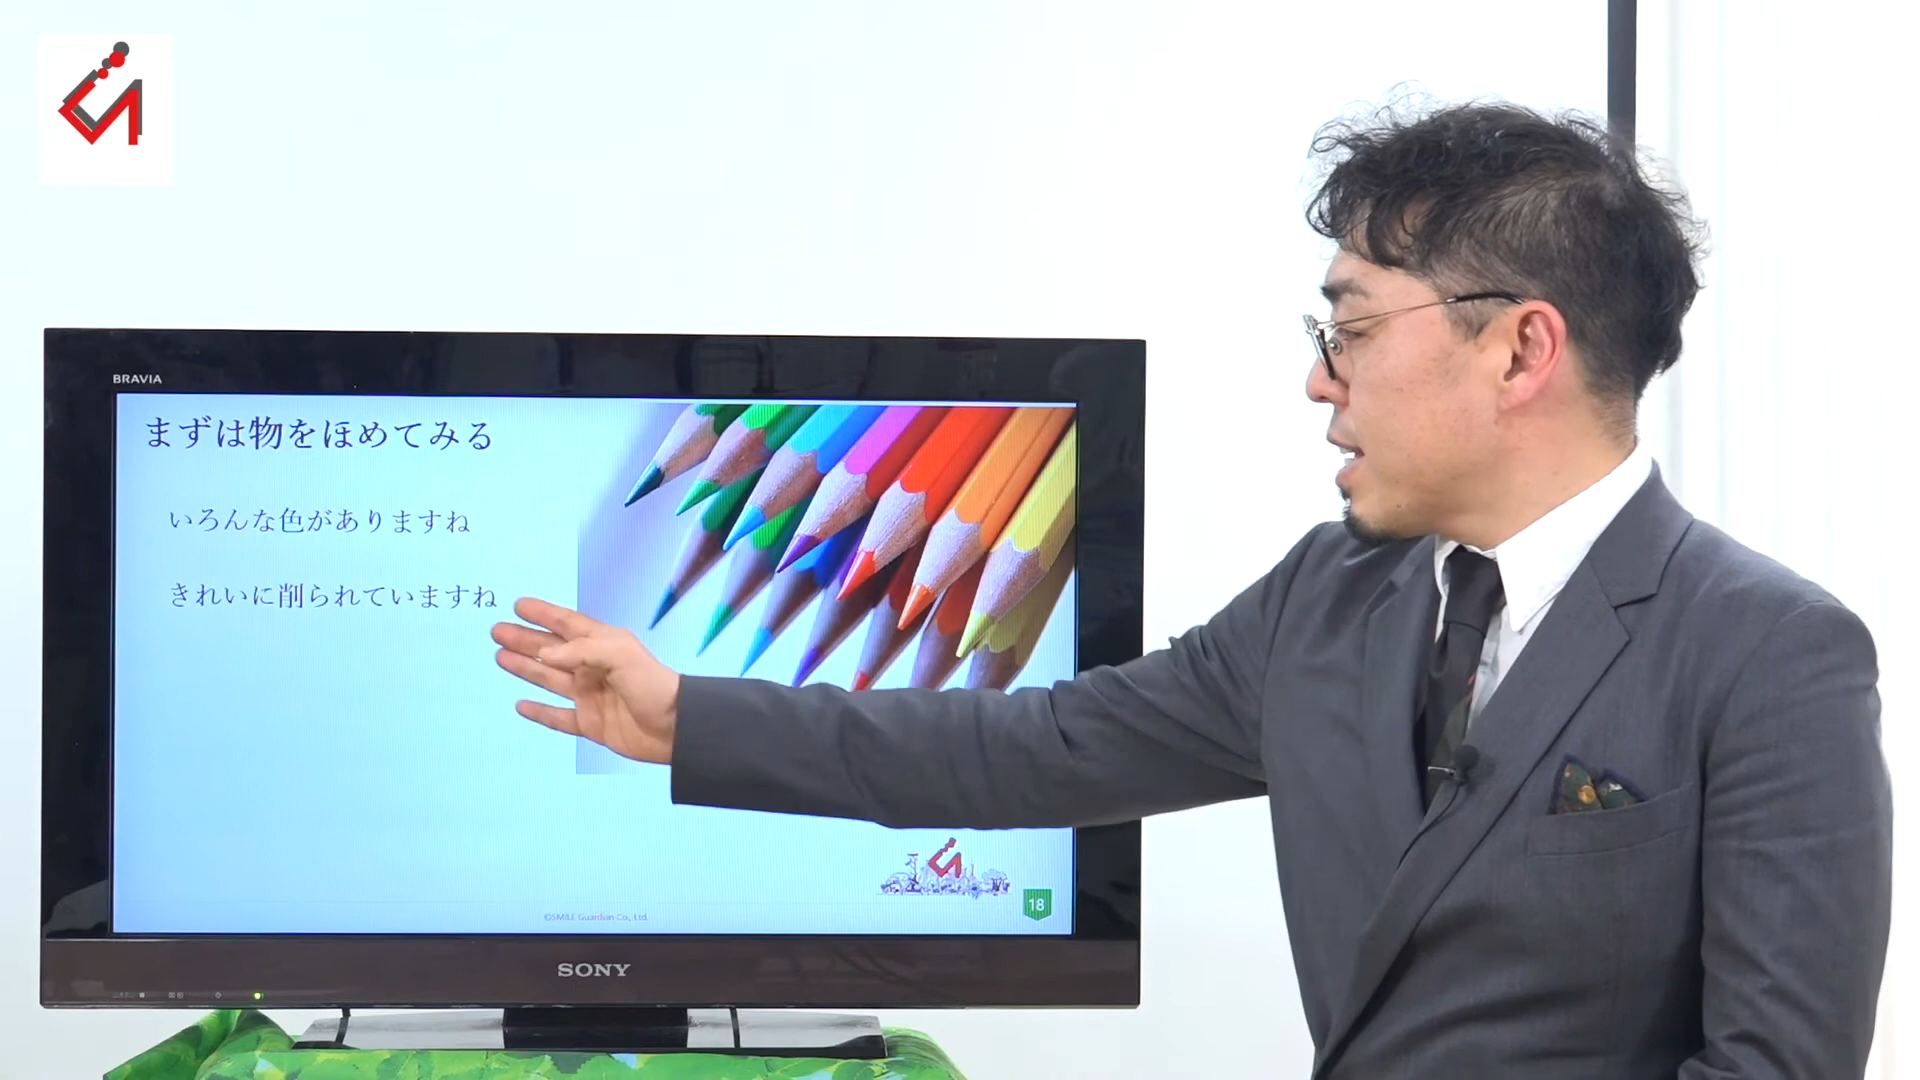 BRAVIA
まずは物をほめてみる
いろんな色がありますね
きれいに削られていますね
18
©SMILE Guardian Co., Ltd.
SONY